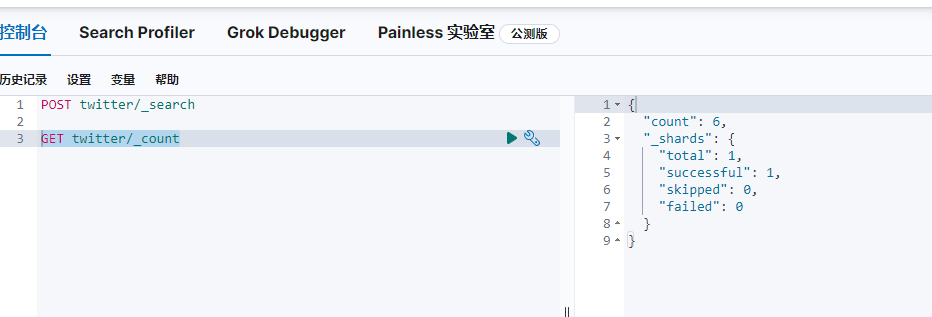 控制台 Search Profiler Grok Debugger Painless 实验室 公测版
历史记录 设置 变量 帮助
1 POST twitter/_search
2
3 GET twitter/_count
1 {
2 "count": 6,
3 "_shards": {
4 "total": 1,
5 "successful": 1,
6 "skipped": 0,
7 "failed": 0
8 }
9 }